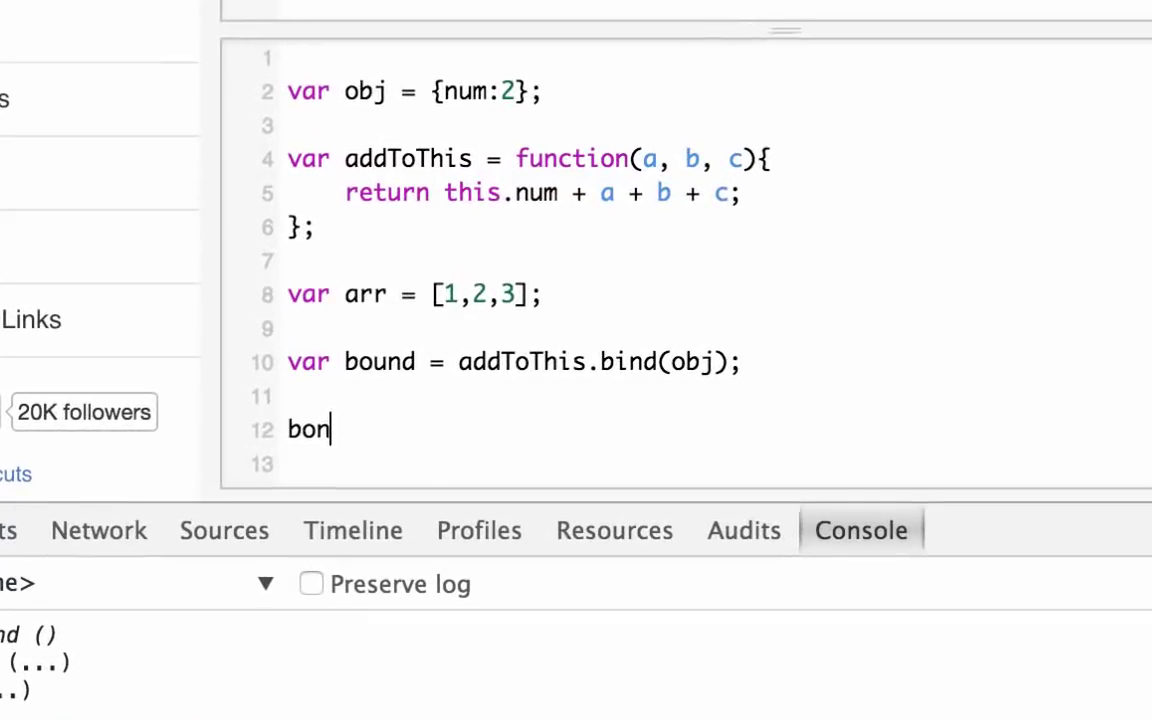 1
2 var obj = {num:2};
3
4 var addToThis = function(a, b, c){
5 return this.num + a + b + c;
6 };
7
8 var arr = [1,2,3];
9
10 var bound = addToThis.bind(obj);
11
12 bon
13
s
Links
20K followers
cuts
ts Network Sources Timeline Profiles Resources Audits Console
ne> ▼ Preserve log
nd ()
(...)
..)